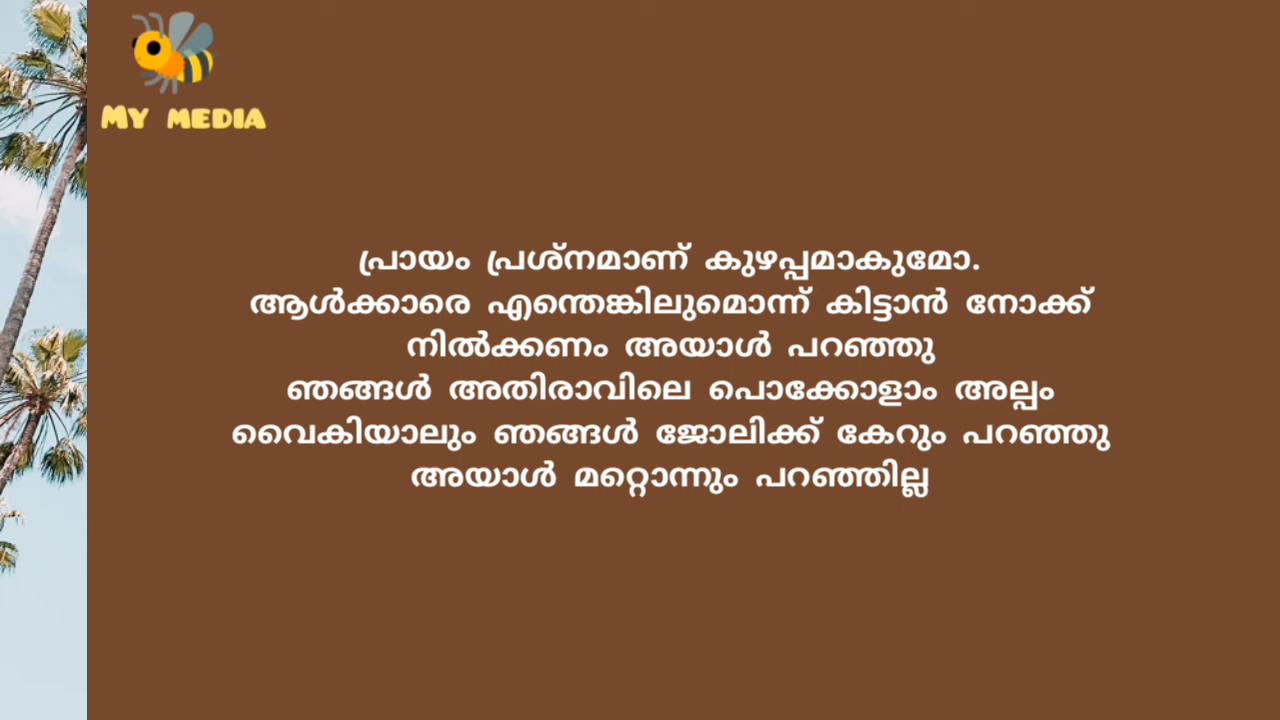 MY MEDIA
പ്രായം പ്രശ്നമാണ് കുഴപ്പമാകുമോ.
ആൾക്കാരെ എന്തെങ്കിലുമൊന്ന് കിട്ടാൻ നോക്ക്
നിൽക്കണം അയാൾ പറഞ്ഞു
ഞങ്ങൾ അതിരാവിലെ പൊക്കോളാം അല്പം
വൈകിയാലും ഞങ്ങൾ ജോലിക്ക് കേറും പറഞ്ഞു
അയാൾ മറ്റൊന്നും പറഞ്ഞില്ല